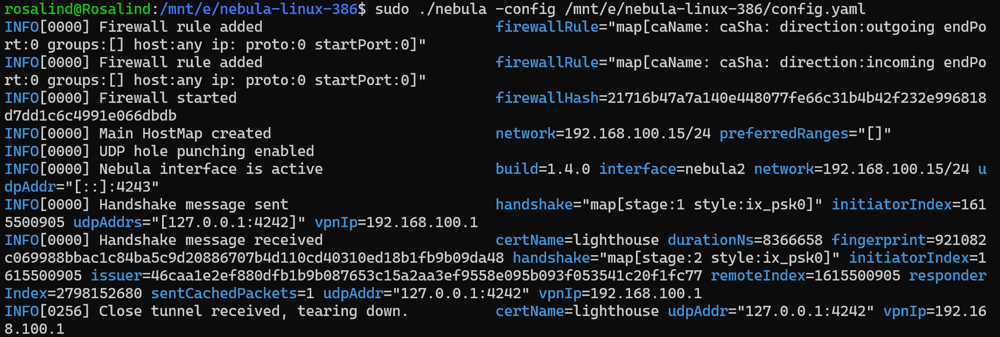 rosalind@Rosalind:/mnt/e/nebula-linux-386$ sudo ./nebula -config /mnt/e/nebula-linux-386/config.yaml
INFO[0000] Firewall rule added firewallRule="map[caName: caSha: direction:outgoing endPo
rt:0 groups:[] host:any ip: proto:0 startPort:0]"
INFO[0000] Firewall rule added firewallRule="map[caName: caSha: direction:incoming endPo
rt:0 groups:[] host:any ip: proto:0 startPort:0]"
INFO[0000] Firewall started firewallHash=21716b47a7a140e448077fe66c31b4b42f232e996818
d7dd1c6c4991e066dbdb
INFO[0000] Main HostMap created network=192.168.100.15/24 preferredRanges="[]"
INFO[0000] UDP hole punching enabled
INFO[0000] Nebula interface is active build=1.4.0 interface=nebula2 network=192.168.100.15/24 u
dpAddr="[::]:4243"
INFO[0000] Handshake message sent handshake="map[stage:1 style:ix_psk0]" initiatorIndex=161
5500905 udpAddrs="[127.0.0.1:4242]" vpnIp=192.168.100.1
INFO[0000] Handshake message received certName=lighthouse durationNs=8366658 fingerprint=921082
c069988bbac1c84ba5c9d20886707b4d110cd40310ed18b1fb9b09da48 handshake="map[stage:2 style:ix_psk0]" initiatorIndex=1
615500905 issuer=46caa1e2ef880dfb1b9b087653c15a2aa3ef9558e095b093f053541c20f1fc77 remoteIndex=1615500905 responder
Index=2798152680 sentCachedPackets=1 udpAddr="127.0.0.1:4242" vpnIp=192.168.100.1
INFO[0256] Close tunnel received, tearing down. certName=lighthouse udpAddr="127.0.0.1:4242" vpnIp=192.16
8.100.1